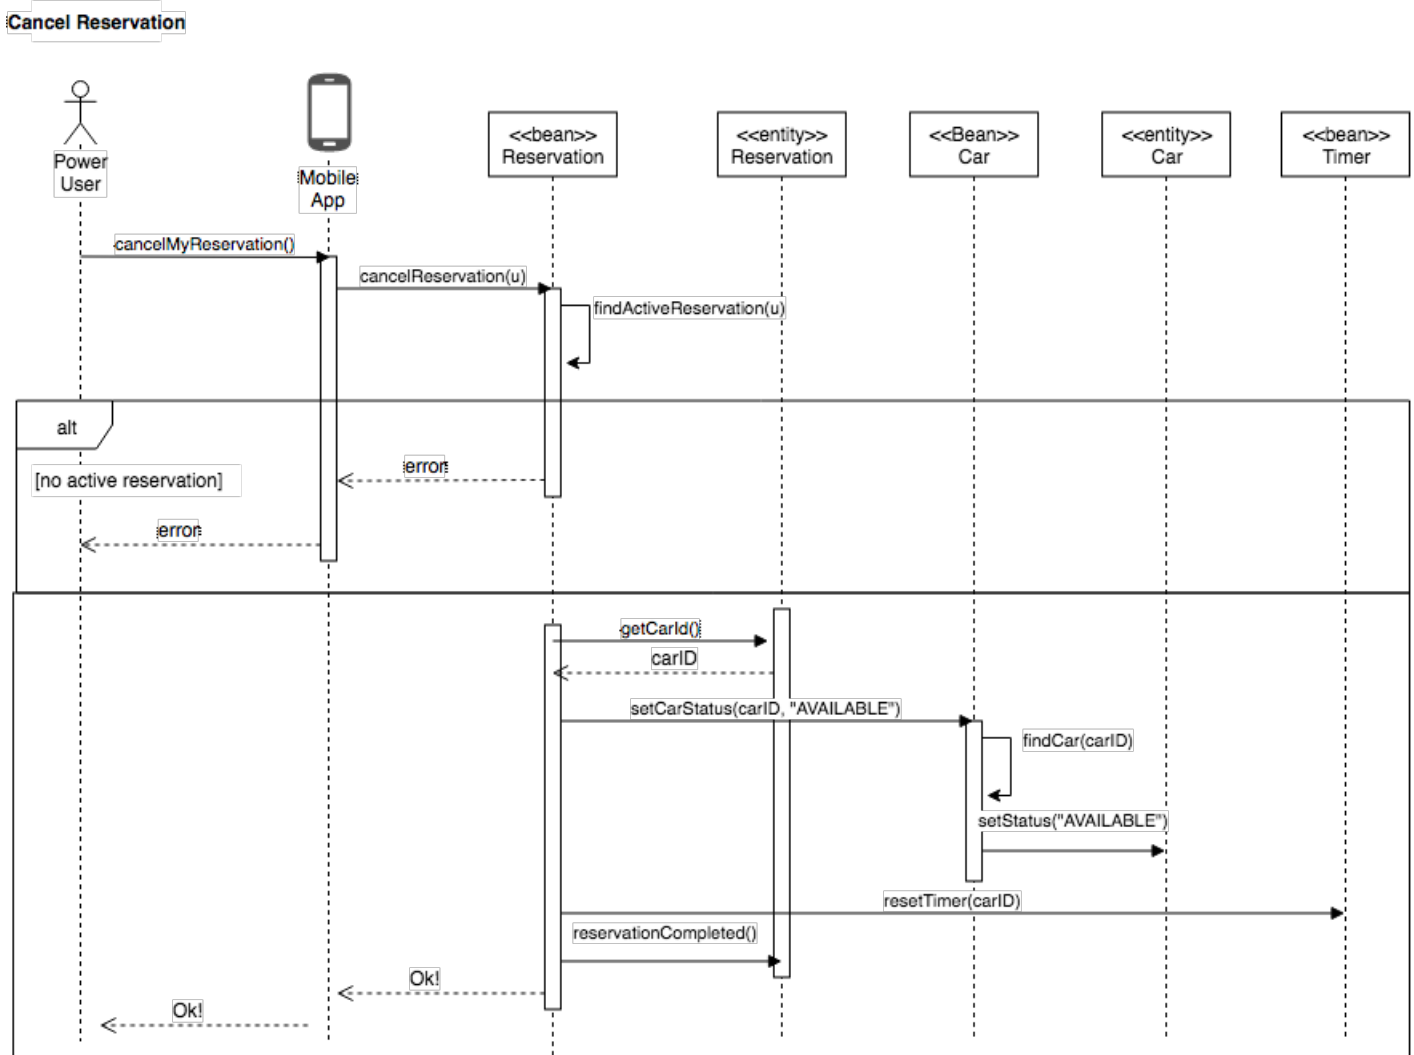 Cancel Reservation
Power
User
Mobile
App
<<bean>>
Reservation
<<entity>>
Reservation
<<Bean>>
Car
<<entity>>
Car
<<bean>>
Timer
cancelMyReservation()
cancelReservation(u)
findActiveReservation(u)
alt
[no active reservation]
error
error
getCarId()
carID
setCarStatus(carID, "AVAILABLE")
findCar(carID)
setStatus("AVAILABLE")
resetTimer(carID)
reservationCompleted()
Ok!
Ok!